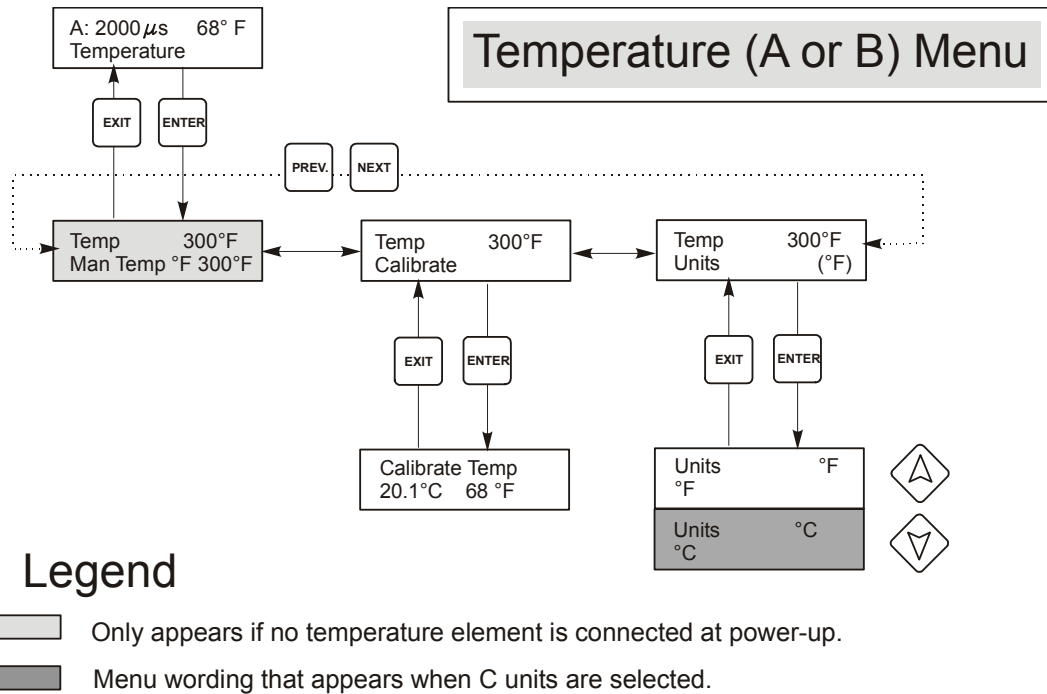 A: 2000 µs 68° F
Temperature
Temperature (A or B) Menu
EXIT
ENTER
PREV.
NEXT
Temp 300°F
Man Temp °F 300°F
Temp 300°F
Calibrate
Temp 300°F
Units (°F)
EXIT
ENTER
EXIT
ENTER
Calibrate Temp
20.1°C 68 °F
Units °F
°F
Units °C
°C
Legend
Only appears if no temperature element is connected at power-up.
Menu wording that appears when C units are selected.